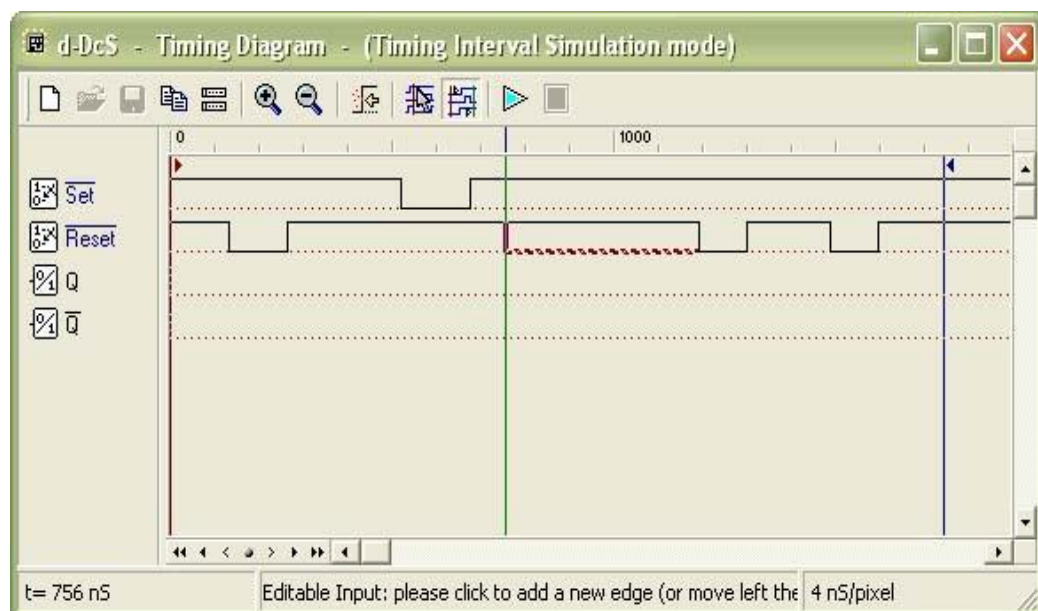 d-DcS - Timing Diagram - (Timing Interval Simulation mode)
0 1000
Set
Reset
Q
Q̅
t= 756 nS Editable Input: please click to add a new edge (or move left the 4 nS/pixel